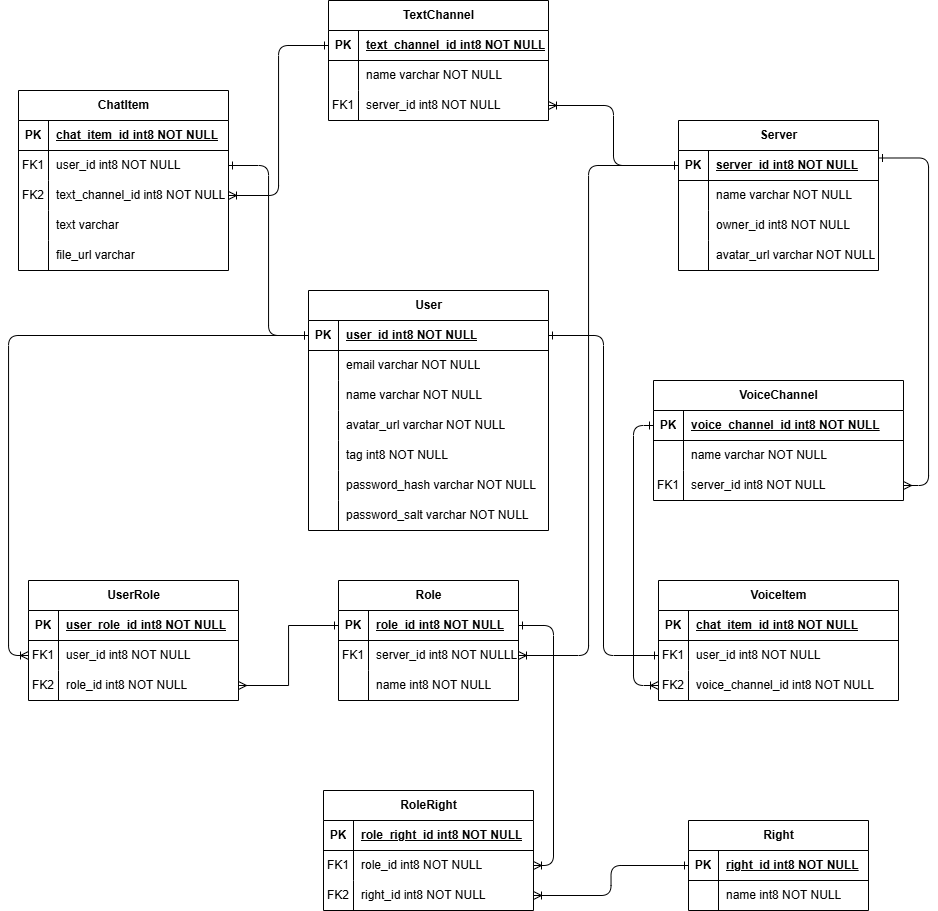 TextChannel
PK text_channel_id int8 NOT NULL
name varchar NOT NULL
FK1 server_id int8 NOT NULL
ChatItem
PK chat_item_id int8 NOT NULL
FK1 user_id int8 NOT NULL
FK2 text_channel_id int8 NOT NULL
text varchar
file_url varchar
Server
PK server_id int8 NOT NULL
name varchar NOT NULL
owner_id int8 NOT NULL
avatar_url varchar NOT NULL
User
PK user_id int8 NOT NULL
email varchar NOT NULL
name varchar NOT NULL
avatar_url varchar NOT NULL
tag int8 NOT NULL
password_hash varchar NOT NULL
password_salt varchar NOT NULL
VoiceChannel
PK voice_channel_id int8 NOT NULL
name varchar NOT NULL
FK1 server_id int8 NOT NULL
UserRole
PK user_role_id int8 NOT NULL
FK1 user_id int8 NOT NULL
FK2 role_id int8 NOT NULL
Role
PK role_id int8 NOT NULL
FK1 server_id int8 NOT NULLL
name int8 NOT NULL
VoiceItem
PK chat_item_id int8 NOT NULL
FK1 user_id int8 NOT NULL
FK2 voice_channel_id int8 NOT NULL
RoleRight
PK role_right_id int8 NOT NULL
FK1 role_id int8 NOT NULL
FK2 right_id int8 NOT NULL
Right
PK right_id int8 NOT NULL
name int8 NOT NULL